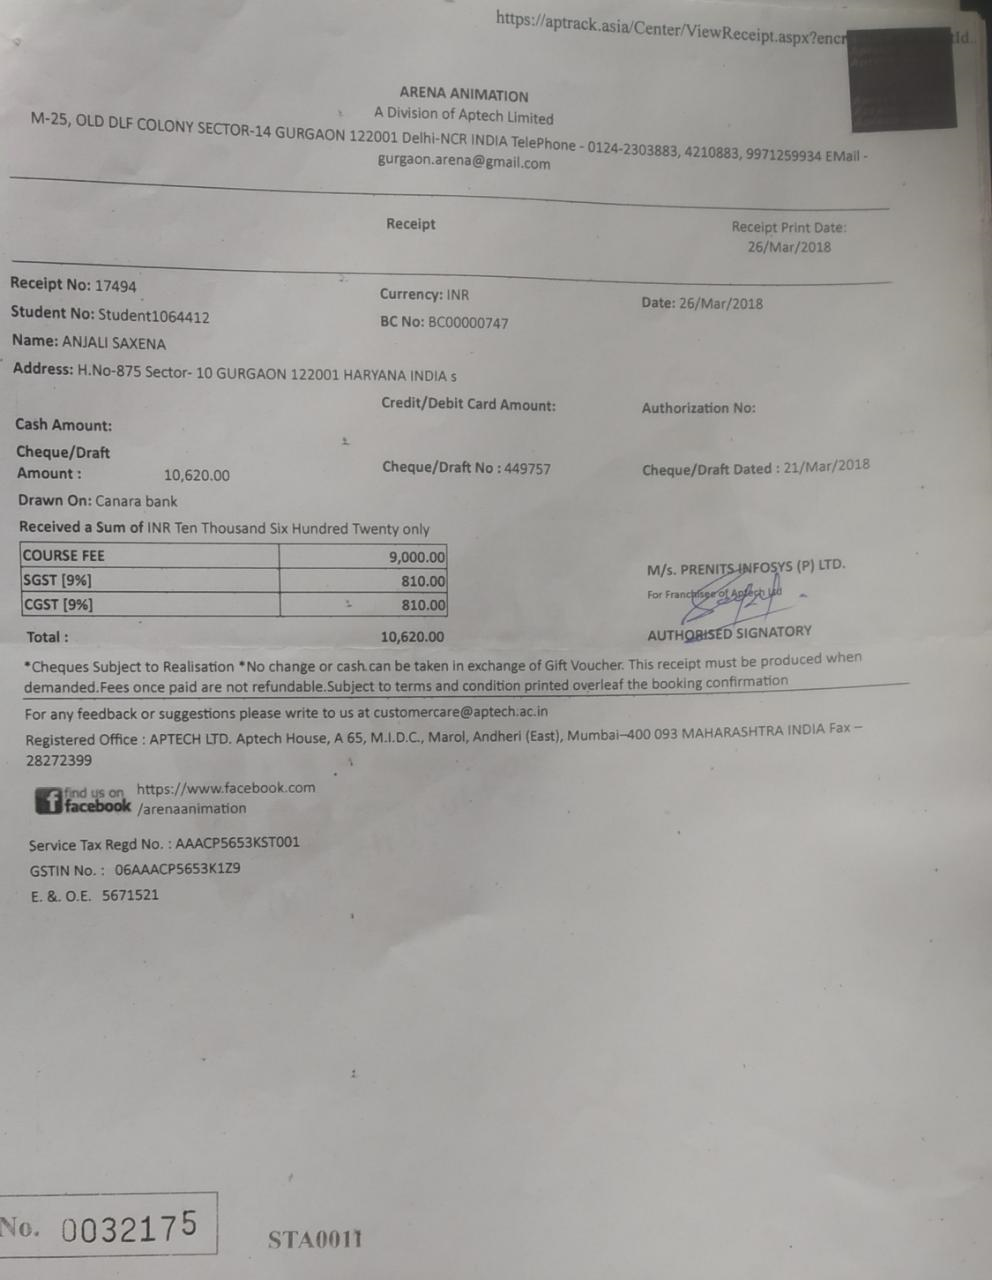 https://aptrack.asia/Center/ViewReceipt.aspx?encr
ARENA ANIMATION
A Division of Aptech Limited
M-25, OLD DLF COLONY SECTOR-14 GURGAON 122001 Delhi-NCR INDIA TelePhone - 0124-2303883, 4210883, 9971259934 EMail -
gurgaon.arena@gmail.com
Receipt
Receipt Print Date:
26/Mar/2018
Receipt No: 17494 Currency: INR Date: 26/Mar/2018
Student No: Student1064412 BC No: BC00000747
Name: ANJALI SAXENA
Address: H.No-875 Sector- 10 GURGAON 122001 HARYANA INDIA s
Credit/Debit Card Amount: Authorization No:
Cash Amount:
Cheque/Draft
Amount : 10,620.00 Cheque/Draft No : 449757 Cheque/Draft Dated : 21/Mar/2018
Drawn On: Canara bank
Received a Sum of INR Ten Thousand Six Hundred Twenty only
COURSE FEE 9,000.00
SGST [9%] 810.00
CGST [9%] 810.00
Total : 10,620.00
M/s. PRENITS INFOSYS (P) LTD.
For Franchisee of Aptech Ltd
AUTHORISED SIGNATORY
*Cheques Subject to Realisation *No change or cash can be taken in exchange of Gift Voucher. This receipt must be produced when
demanded.Fees once paid are not refundable.Subject to terms and condition printed overleaf the booking confirmation
For any feedback or suggestions please write to us at customercare@aptech.ac.in
Registered Office : APTECH LTD. Aptech House, A 65, M.I.D.C., Marol, Andheri (East), Mumbai–400 093 MAHARASHTRA INDIA Fax –
28272399
find us on
facebook
https://www.facebook.com
/arenaanimation
Service Tax Regd No. : AAACP5653KST001
GSTIN No. : 06AAACP5653K1Z9
E. &. O.E. 5671521
No. 0032175
STA0011